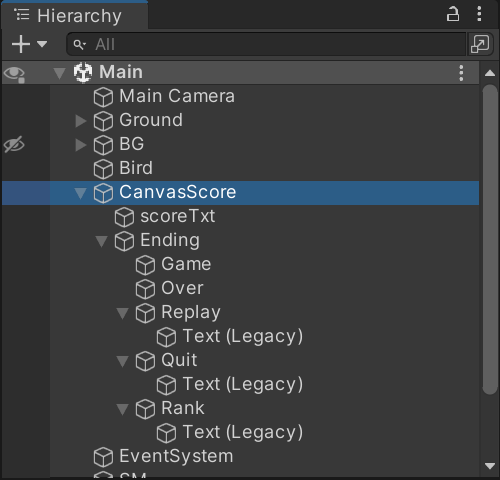 Hierarchy
All
Main
Main Camera
Ground
BG
Bird
CanvasScore
scoreTxt
Ending
Game
Over
Replay
Text (Legacy)
Quit
Text (Legacy)
Rank
Text (Legacy)
EventSystem